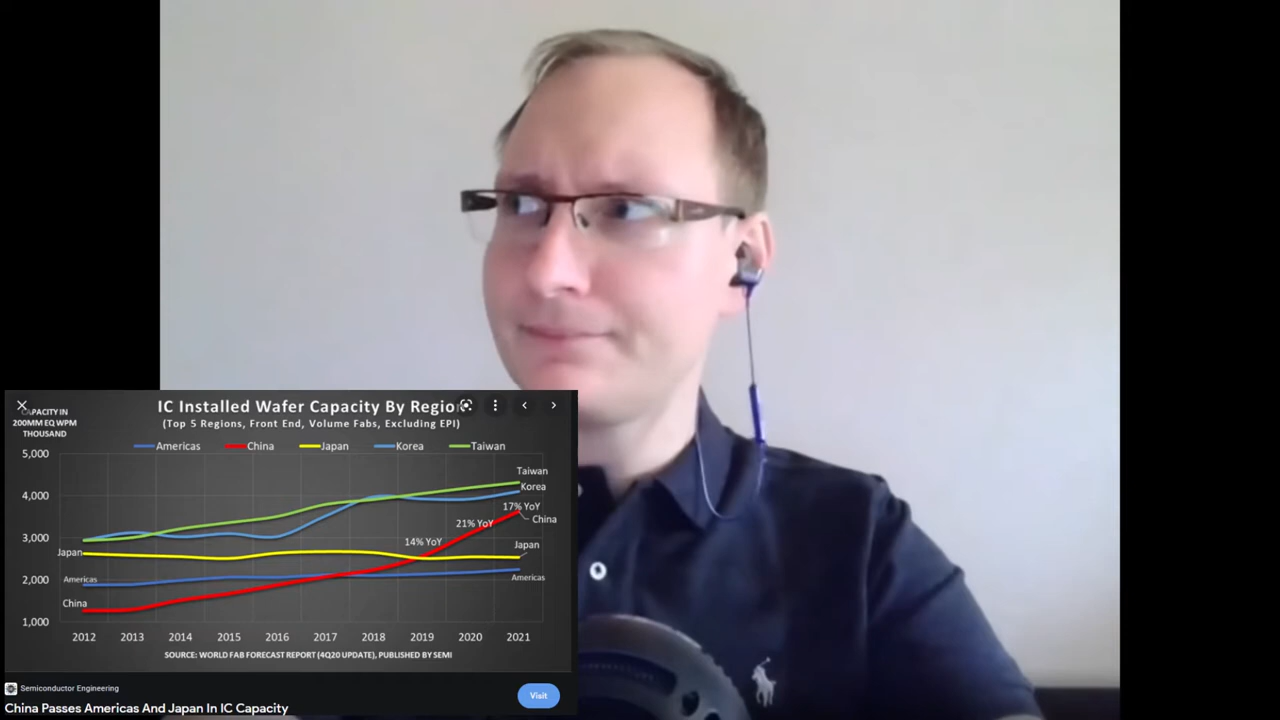 IC Installed Wafer Capacity By Regio
(Top 5 Regions, Front End, Volume Fabs, Excluding EPI)
CAPACITY IN
200MM EQ WPM
THOUSAND
Americas China Japan Korea Taiwan
5,000
4,000
3,000
2,000
1,000
Taiwan
Korea
17% YoY
China
21% YoY
14% YoY
Japan
Japan
Americas
Americas
China
2012 2013 2014 2015 2016 2017 2018 2019 2020 2021
SOURCE: WORLD FAB FORECAST REPORT (4Q20 UPDATE), PUBLISHED BY SEMI
Semiconductor Engineering
Visit
China Passes Americas And Japan In IC Capacity